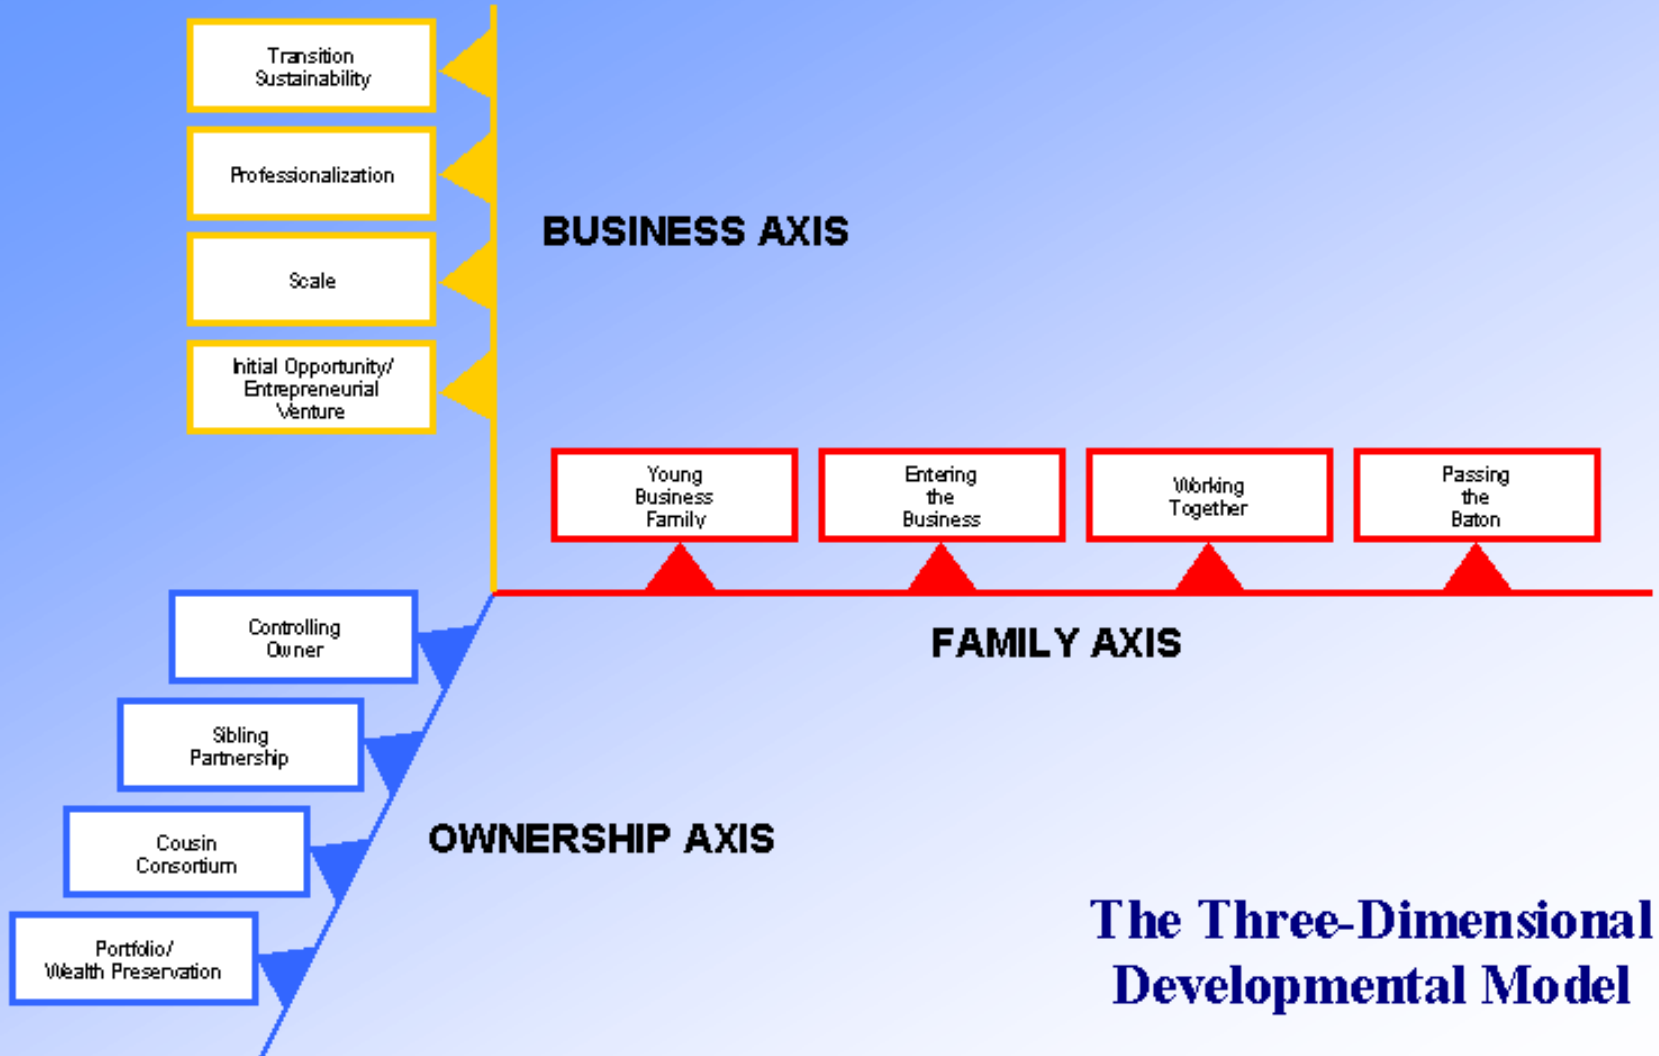 Transition
Sustainability
Professionalization
BUSINESS AXIS
Scale
Initial Opportunity/
Entrepreneurial
Venture
Young
Business
Family
Entering
the
Business
Working
Together
Passing
the
Baton
FAMILY AXIS
Controlling
Owner
Sibling
Partnership
OWNERSHIP AXIS
Cousin
Consortium
Portfolio/
Wealth Preservation
The Three-Dimensional
Developmental Model